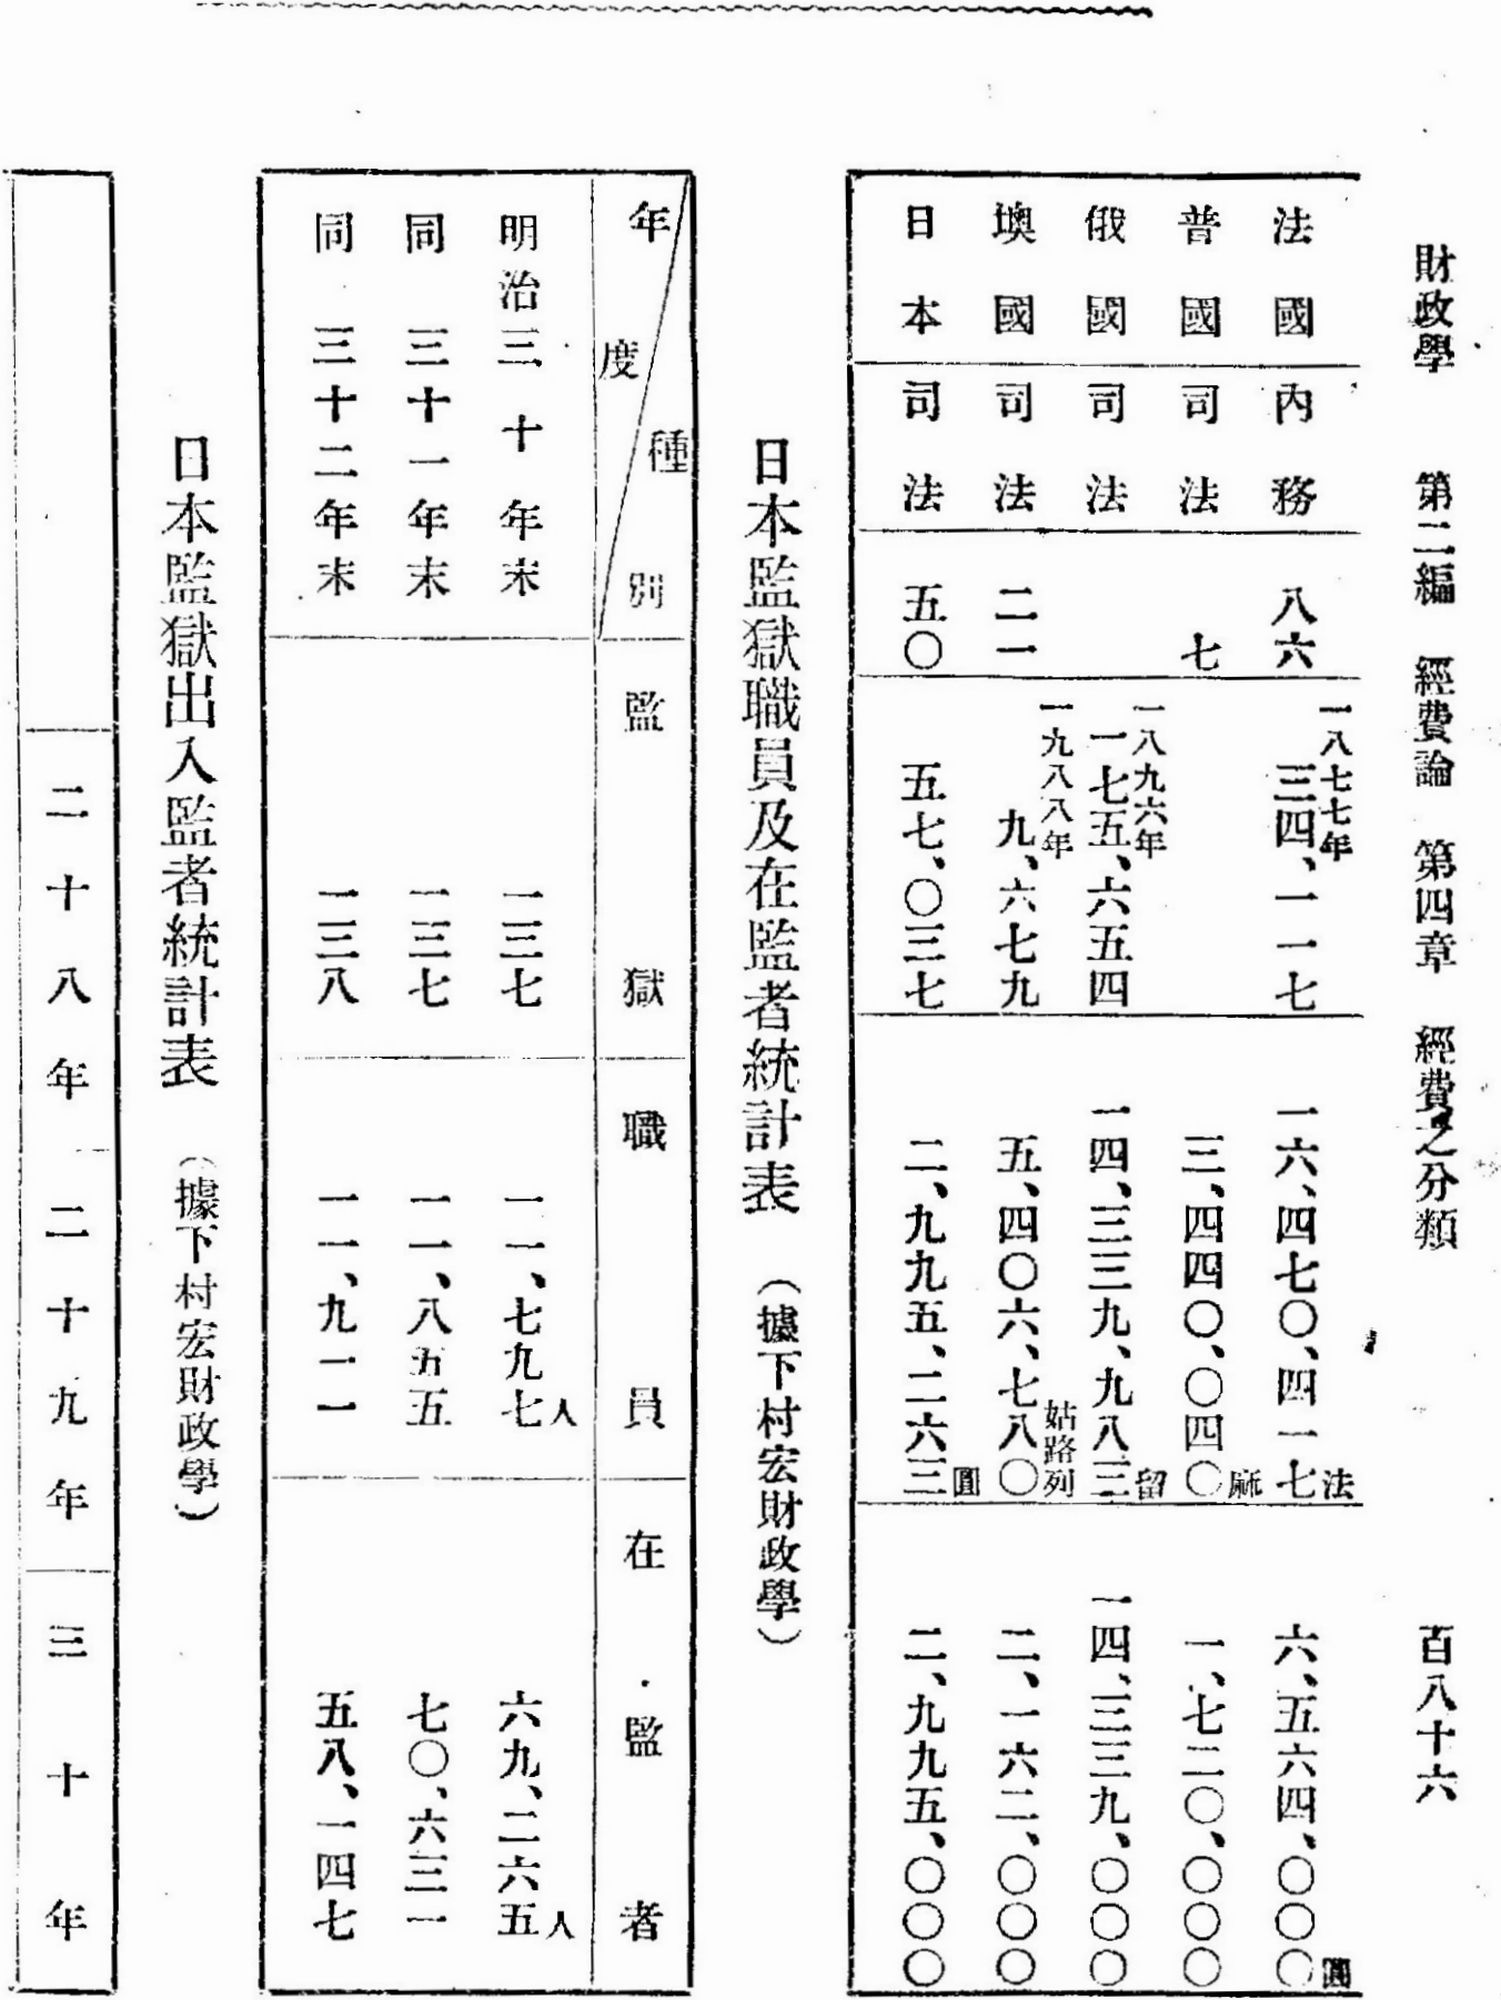 財政學 第二編 經費論 第四章 經費之分類 百八十六
法國 內務 八六 一八七七年 三四、一一七 一六、四七〇、四一七法 六、五六四、〇〇〇圓
普國 司法 七 三、四四〇、〇四〇麻 一、七二〇、〇〇〇
俄國 司法 一八九六年 一七五、六五四 一四、三三九、九八三留 一四、三三九、〇〇〇
墺國 司法 二一 一九八八年 九、六七九 五、四〇六、七八〇姑路列 二、一六二、〇〇〇
日本 司法 五〇 五七、〇三七 二、九九五、二六三圓 二、九九五、〇〇〇
日本監獄職員及在監者統計表 (據下村宏財政學)
年度 種別 監獄 職員 在監者
明治三十年末 一三七 一一、七九七人 六九、二六五人
同 三十一年末 一三七 一一、八五五 七〇、六三一
同 三十二年末 一三八 一一、九一一 五八、一四七
日本監獄出入監者統計表 (據下村宏財政學)
二十八年 二十九年 三十年